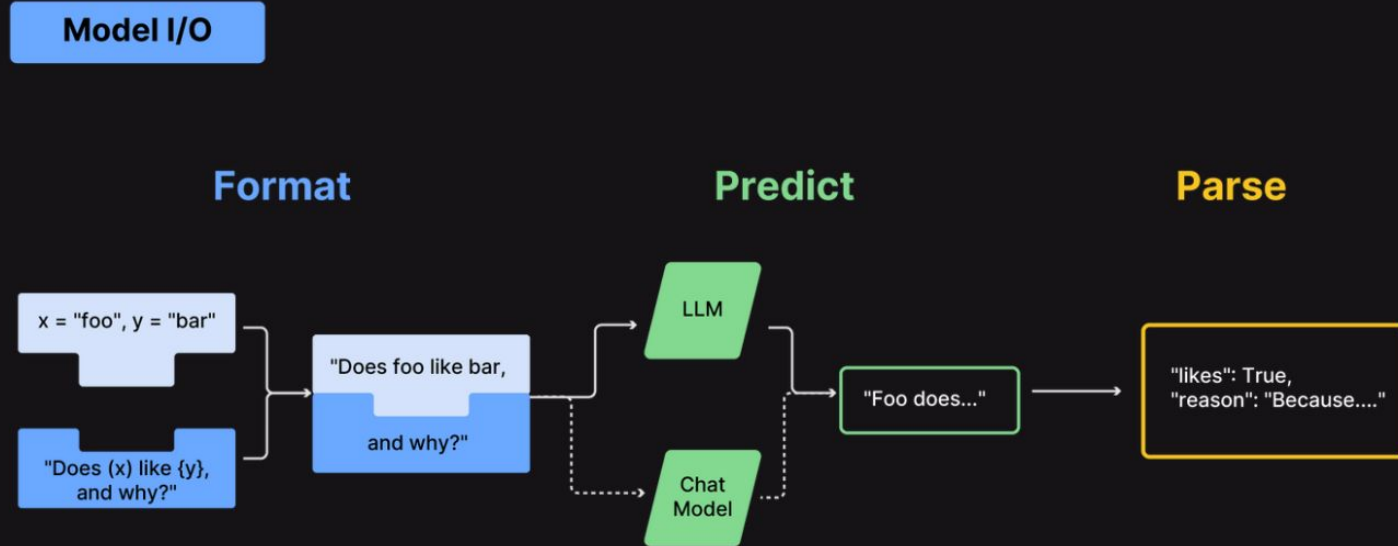 Model I/O
Format
Predict
Parse
x = "foo", y = "bar"
"Does (x) like {y},
and why?"
"Does foo like bar,
and why?"
LLM
Chat
Model
"Foo does..."
"likes": True,
"reason": "Because...."